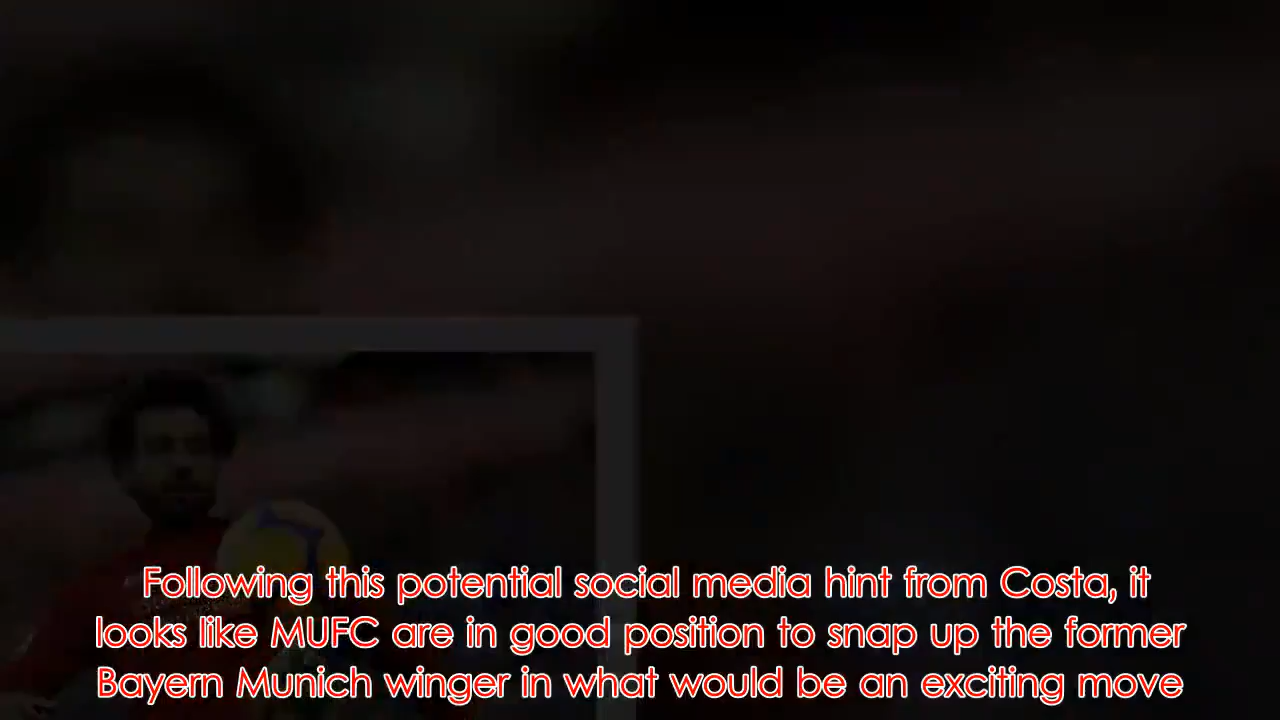 Following this potential social media hint from Costa, it
looks like MUFC are in good position to snap up the former
Bayern Munich winger in what would be an exciting move